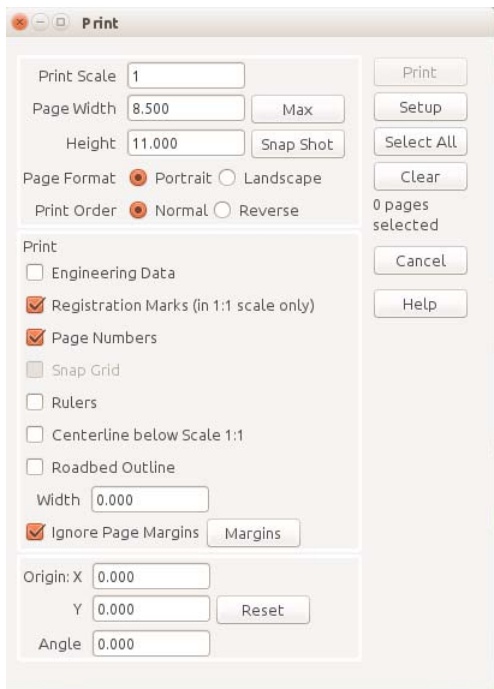 Print
Print Scale 1
Page Width 8.500 Max
Height 11.000 Snap Shot
Page Format Portrait Landscape
Print Order Normal Reverse
Print
Engineering Data
Registration Marks (in 1:1 scale only)
Page Numbers
Snap Grid
Rulers
Centerline below Scale 1:1
Roadbed Outline
Width 0.000
Ignore Page Margins Margins
Origin: X 0.000
Y 0.000 Reset
Angle 0.000
Print
Setup
Select All
Clear
0 pages
selected
Cancel
Help